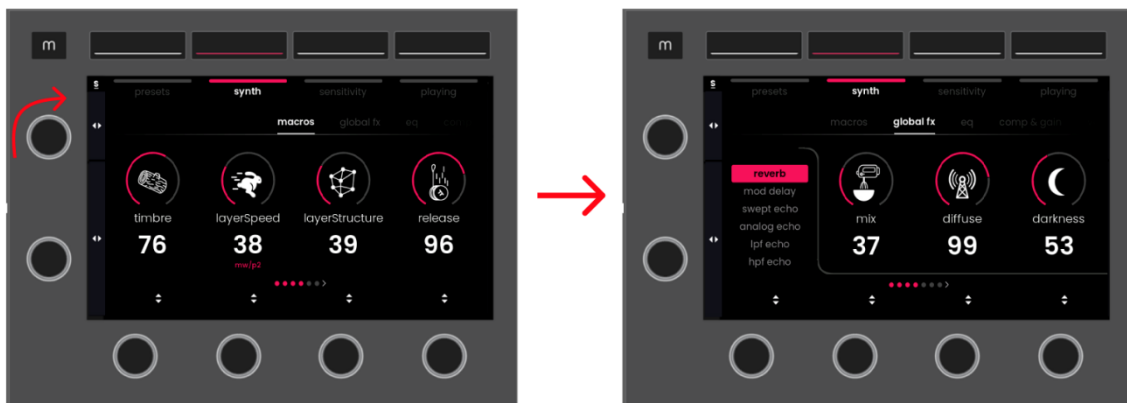 m
s
presets synth sensitivity playing
macros global fx eq
timbre layerSpeed layerStructure release
76 38 39 96
mw/p2
m
s
presets synth sensitivity playing
macros global fx eq comp & gain
reverb
mod delay
swept echo
analog echo
lpf echo
hpf echo
mix diffuse darkness
37 99 53